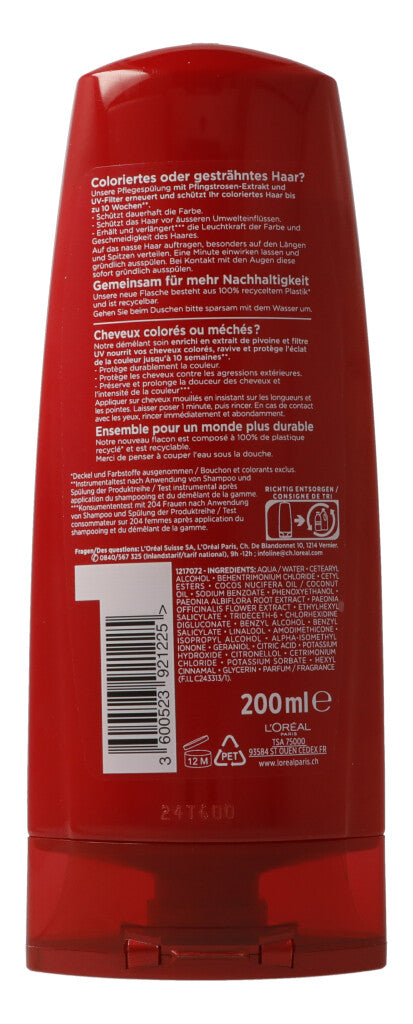 Coloriertes oder gesträhntes Haar?
Unsere Pflegespülung mit Pfingstrosen-Extrakt und
UV-Filter erneuert und schützt Ihr coloriertes Haar bis
zu 10 Wochen**.
• Schützt dauerhaft die Farbe.
• Schützt das Haar vor äusseren Umwelteinflüssen.
• Erhält und verlängert*** die Leuchtkraft der Farbe und
Geschmeidigkeit des Haares.
Auf das nasse Haar auftragen, besonders auf den Längen
und Spitzen verteilen. Eine Minute einwirken lassen und
gründlich ausspülen. Bei Kontakt mit den Augen diese
sofort gründlich ausspülen.
Gemeinsam für mehr Nachhaltigkeit
Unsere neue Flasche besteht aus 100% recyceltem Plastik*
und ist recycelbar.
Gehen Sie beim Duschen bitte sparsam mit dem Wasser um.
Cheveux colorés ou méchés?
Notre démêlant soin enrichi en extrait de pivoine et filtre
UV nourrit vos cheveux colorés, ravive et protège l'éclat
de la couleur jusqu'à 10 semaines**.
• Protège durablement la couleur.
• Protège les cheveux contre les agressions extérieures.
• Préserve et prolonge la douceur des cheveux et
l'intensité de la couleur***
Appliquer sur cheveux mouillés en insistant sur les longueurs et
les pointes. Laisser poser 1 minute, puis rincer. En cas de contact
avec les yeux, rincer immédiatement et abondamment.
Ensemble pour un monde plus durable
Notre nouveau flacon est composé à 100% de plastique
recyclé* et est recyclable.
Merci de penser à couper l'eau sous la douche.
*Deckel und Farbstoffe ausgenommen / Bouchon et colorants exclus.
**Instrumentaltest nach Anwendung von Shampoo und
Spülung der Produktreihe / Test instrumental après
application du shampooing et du démêlant de la gamme.
***Konsumententest mit 204 Frauen nach Anwendung
von Shampoo und Spülung der Produktreihe / Test
consommateur sur 204 femmes après application du
shampooing et du démêlant de la gamme.
RICHTIG ENTSORGEN /
CONSIGNE DE TRI
Fragen/Des questions: L'Oréal Suisse SA, L'Oréal Paris, Ch. De Blandonnet 10, 1214 Vernier.
0840/567 325 (Inlandstarif/tarif national), 9h -12h / infoline@ch.loreal.com
1217072 - INGREDIENTS: AQUA / WATER • CETEARYL
ALCOHOL • BEHENTRIMONIUM CHLORIDE • CETYL
ESTERS • COCOS NUCIFERA OIL / COCONUT
OIL • SODIUM BENZOATE • PHENOXYETHANOL •
PAEONIA ALBIFLORA ROOT EXTRACT • PAEONIA
OFFICINALIS FLOWER EXTRACT • ETHYLHEXYL
SALICYLATE • TRIDECETH-6 • CHLORHEXIDINE
DIGLUCONATE • BENZYL ALCOHOL • BENZYL
SALICYLATE • LINALOOL • AMODIMETHICONE •
ISOPROPYL ALCOHOL • ALPHA-ISOMETHYL
IONONE • GERANIOL • CITRIC ACID • POTASSIUM
HYDROXIDE • CITRONELLOL • CETRIMONIUM
CHLORIDE • POTASSIUM SORBATE • HEXYL
CINNAMAL • GLYCERIN • PARFUM / FRAGRANCE
(F.I.L C243313/1)
1
3 600523 921225 >
200 ml e
L'ORÉAL
PARIS
TSA 75000
93584 ST OUEN CEDEX FR
www.lorealparis.ch
12 M
PET
24T600